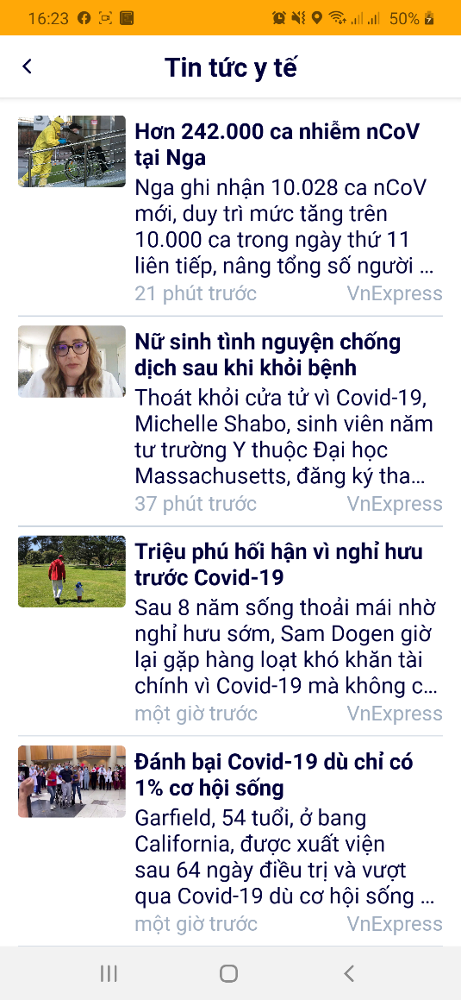 16:23
50%
Tin tức y tế
Hơn 242.000 ca nhiễm nCoV
tại Nga
Nga ghi nhận 10.028 ca nCoV
mới, duy trì mức tăng trên
10.000 ca trong ngày thứ 11
liên tiếp, nâng tổng số người ...
21 phút trước VnExpress
Nữ sinh tình nguyện chống
dịch sau khi khỏi bệnh
Thoát khỏi cửa tử vì Covid-19,
Michelle Shabo, sinh viên năm
tư trường Y thuộc Đại học
Massachusetts, đăng ký tha...
37 phút trước VnExpress
Triệu phú hối hận vì nghỉ hưu
trước Covid-19
Sau 8 năm sống thoải mái nhờ
nghỉ hưu sớm, Sam Dogen giờ
lại gặp hàng loạt khó khăn tài
chính vì Covid-19 mà không c...
một giờ trước VnExpress
Đánh bại Covid-19 dù chỉ có
1% cơ hội sống
Garfield, 54 tuổi, ở bang
California, được xuất viện
sau 64 ngày điều trị và vượt
qua Covid-19 dù cơ hội sống ...
một giờ trước VnExpress